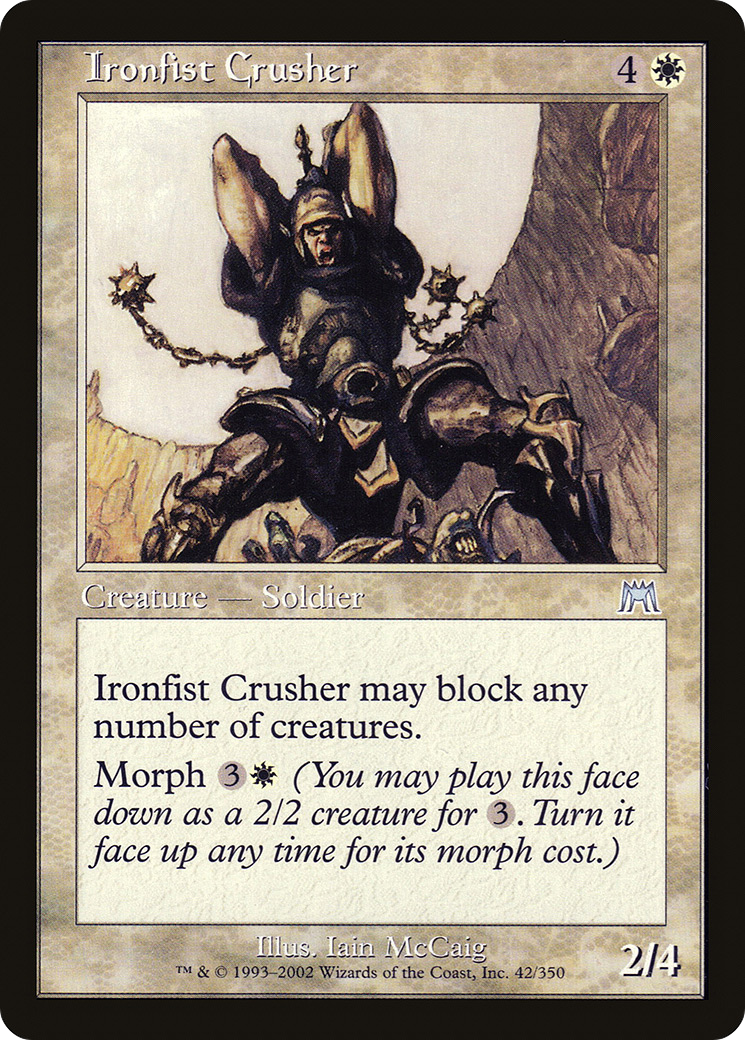 Ironfist Crusher 4
Creature — Soldier
Ironfist Crusher may block any
number of creatures.
Morph 3 (You may play this face
down as a 2/2 creature for 3. Turn it
face up any time for its morph cost.)
Illus. Iain McCaig
™ & © 1993–2002 Wizards of the Coast, Inc. 42/350
2/4